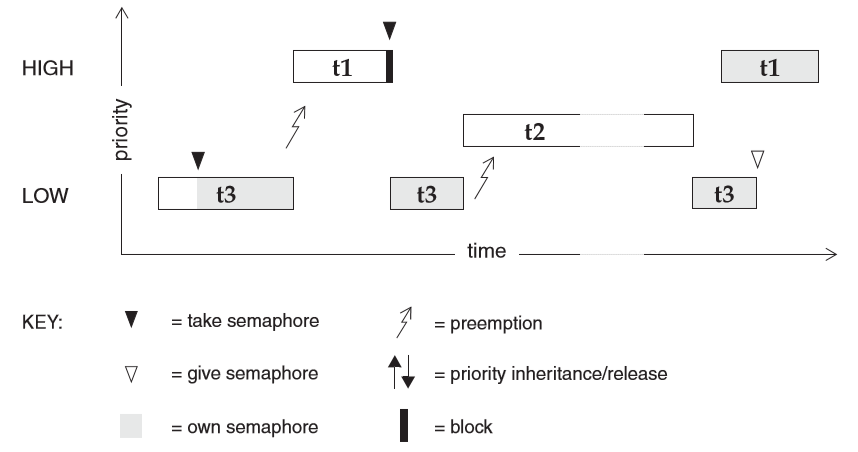 HIGH
t1
t1
priority
t2
LOW
t3
t3
t3
time
KEY:
= take semaphore
= preemption
= give semaphore
= priority inheritance/release
= own semaphore
= block